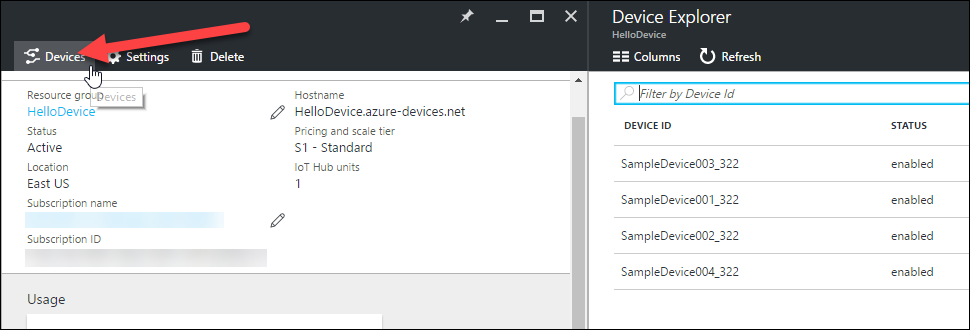 Devices Settings Delete
Devices
Resource group
HelloDevice
Status
Active
Location
East US
Subscription name
Subscription ID
Hostname
HelloDevice.azure-devices.net
Pricing and scale tier
S1 - Standard
IoT Hub units
1
Usage
Device Explorer
HelloDevice
Columns Refresh
Filter by Device Id
DEVICE ID STATUS
SampleDevice003_322 enabled
SampleDevice001_322 enabled
SampleDevice002_322 enabled
SampleDevice004_322 enabled